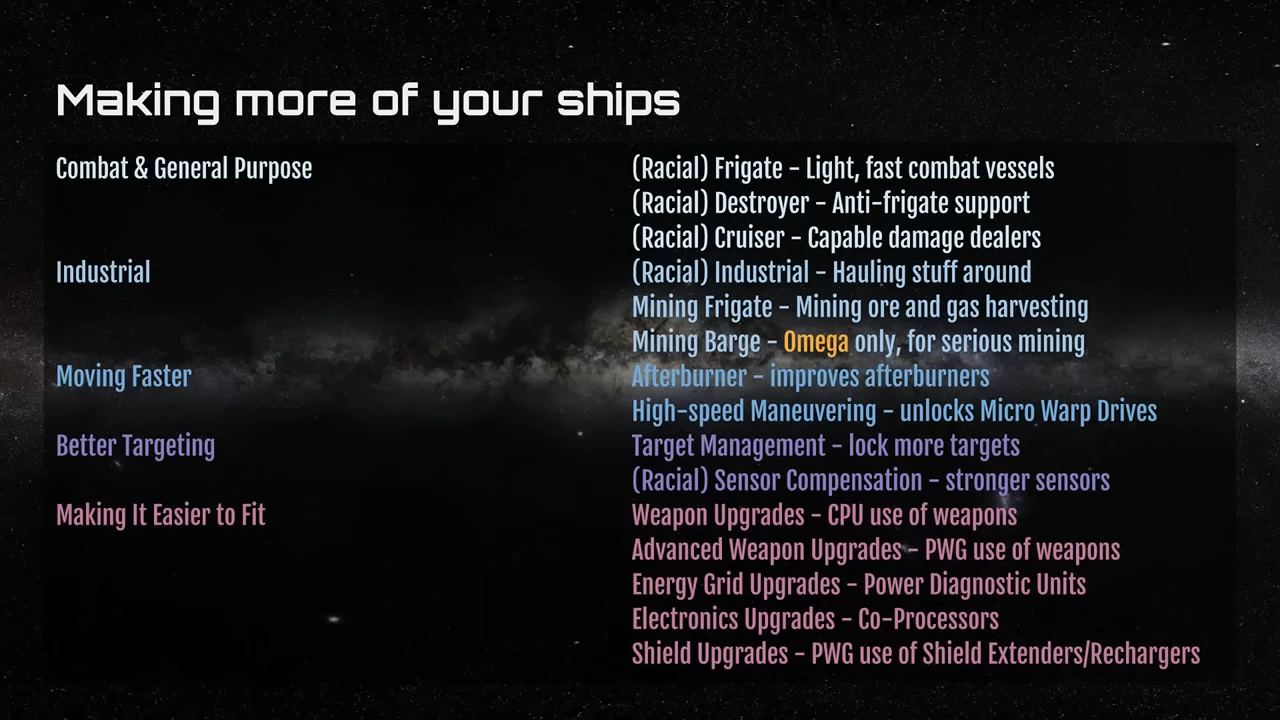 Making more of your ships
Combat & General Purpose
(Racial) Frigate – Light, fast combat vessels
(Racial) Destroyer – Anti-frigate support
(Racial) Cruiser – Capable damage dealers
Industrial
(Racial) Industrial – Hauling stuff around
Mining Frigate – Mining ore and gas harvesting
Mining Barge – Omega only, for serious mining
Moving Faster
Afterburner – improves afterburners
High-speed Maneuvering – unlocks Micro Warp Drives
Better Targeting
Target Management – lock more targets
(Racial) Sensor Compensation – stronger sensors
Making It Easier to Fit
Weapon Upgrades – CPU use of weapons
Advanced Weapon Upgrades – PWG use of weapons
Energy Grid Upgrades – Power Diagnostic Units
Electronics Upgrades – Co-Processors
Shield Upgrades – PWG use of Shield Extenders/Rechargers